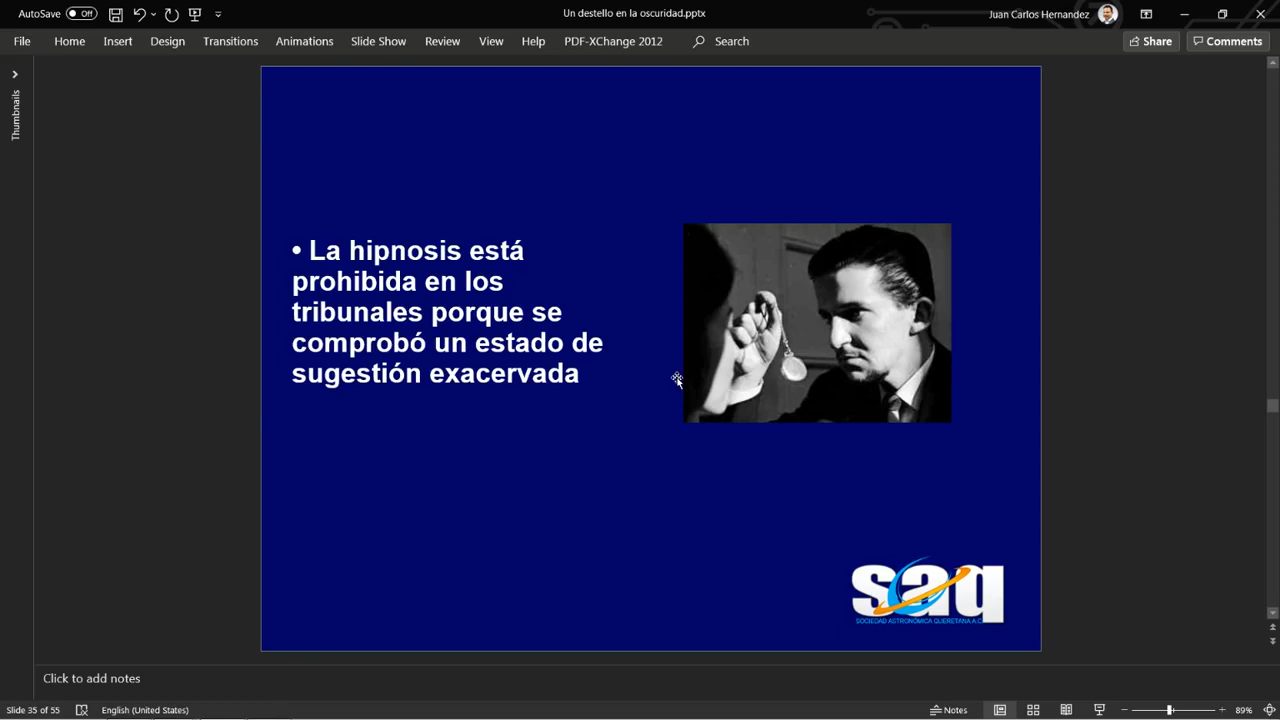 AutoSave Off
Un destello en la oscuridad.pptx
Juan Carlos Hernandez
File Home Insert Design Transitions Animations Slide Show Review View Help PDF-XChange 2012 Search
Share Comments
Thumbnails
• La hipnosis está
prohibida en los
tribunales porque se
comprobó un estado de
sugestión exacervada
saq
SOCIEDAD ASTRONÓMICA QUERETANA A.C.
Click to add notes
Slide 35 of 55 English (United States) Notes 89%